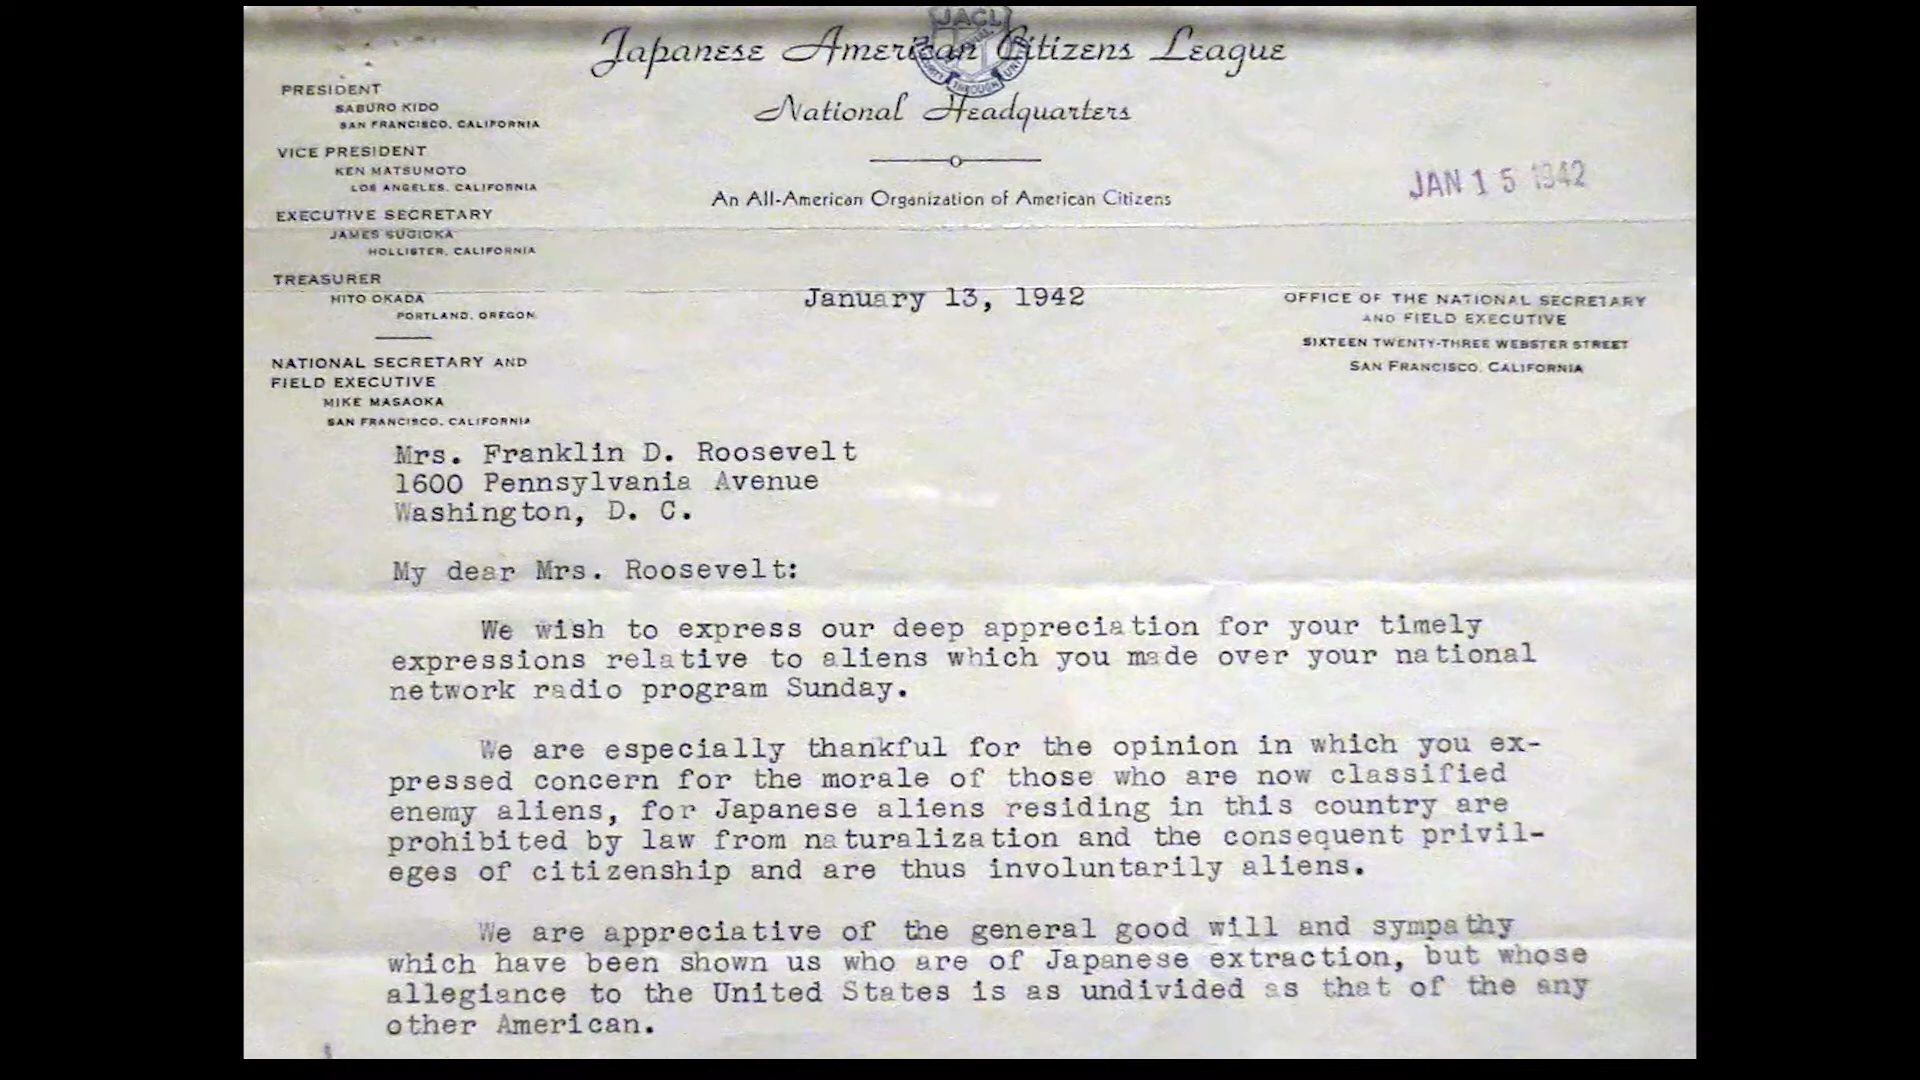 JACL
Japanese American Citizens League
National Headquarters
An All-American Organization of American Citizens
THROUGH
PRESIDENT
SABURO KIDO
SAN FRANCISCO, CALIFORNIA
VICE PRESIDENT
KEN MATSUMOTO
LOS ANGELES, CALIFORNIA
EXECUTIVE SECRETARY
JAMES SUGIOKA
HOLLISTER, CALIFORNIA
TREASURER
HITO OKADA
PORTLAND, OREGON
NATIONAL SECRETARY AND
FIELD EXECUTIVE
MIKE MASAOKA
SAN FRANCISCO, CALIFORNIA
JAN 15 1942
January 13, 1942
OFFICE OF THE NATIONAL SECRETARY
AND FIELD EXECUTIVE
SIXTEEN TWENTY-THREE WEBSTER STREET
SAN FRANCISCO, CALIFORNIA
Mrs. Franklin D. Roosevelt
1600 Pennsylvania Avenue
Washington, D. C.
My dear Mrs. Roosevelt:
We wish to express our deep appreciation for your timely
expressions relative to aliens which you made over your national
network radio program Sunday.
We are especially thankful for the opinion in which you ex-
pressed concern for the morale of those who are now classified
enemy aliens, for Japanese aliens residing in this country are
prohibited by law from naturalization and the consequent privil-
eges of citizenship and are thus involuntarily aliens.
We are appreciative of the general good will and sympathy
which have been shown us who are of Japanese extraction, but whose
allegiance to the United States is as undivided as that of the any
other American.